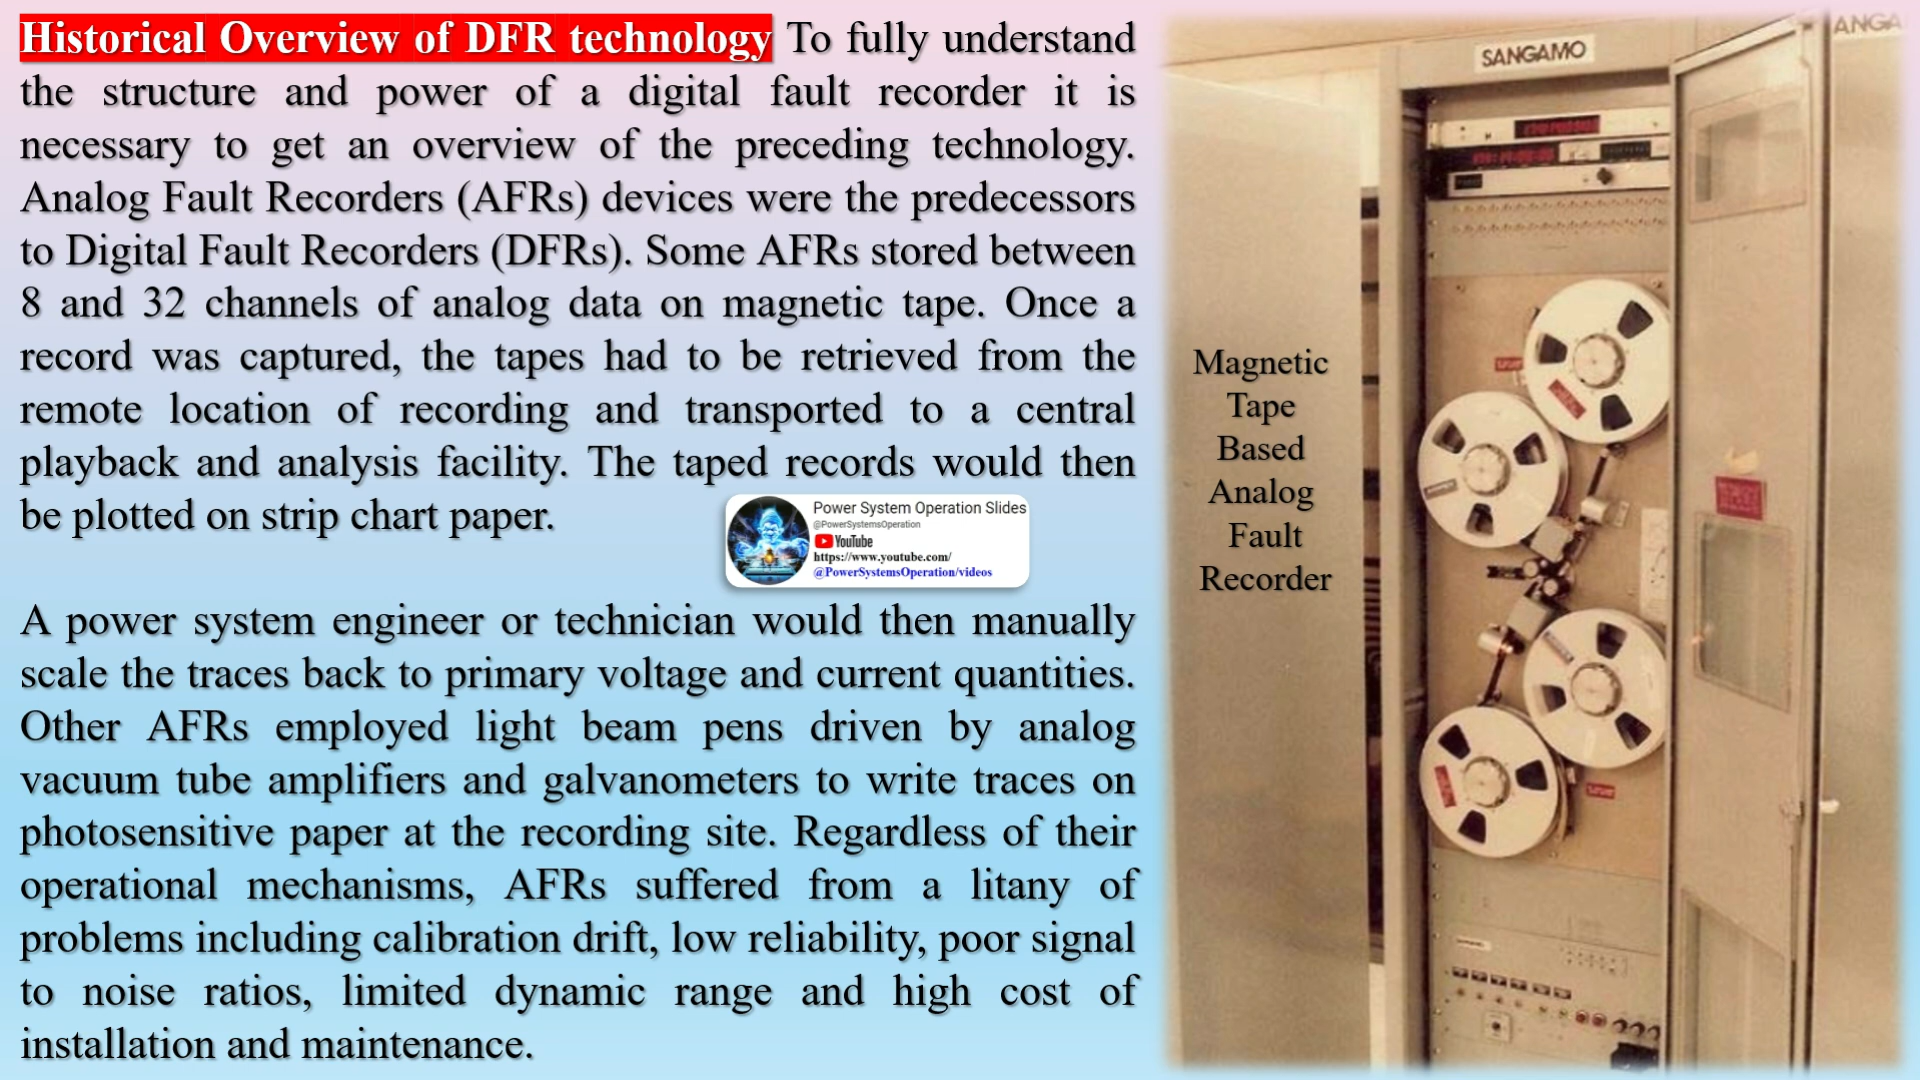 Historical Overview of DFR technology To fully understand
the structure and power of a digital fault recorder it is
necessary to get an overview of the preceding technology.
Analog Fault Recorders (AFRs) devices were the predecessors
to Digital Fault Recorders (DFRs). Some AFRs stored between
8 and 32 channels of analog data on magnetic tape. Once a
record was captured, the tapes had to be retrieved from the
remote location of recording and transported to a central
playback and analysis facility. The taped records would then
be plotted on strip chart paper.
Power System Operation Slides
@PowerSystemsOperation
YouTube
https://www.youtube.com/
@PowerSystemsOperation/videos
A power system engineer or technician would then manually
scale the traces back to primary voltage and current quantities.
Other AFRs employed light beam pens driven by analog
vacuum tube amplifiers and galvanometers to write traces on
photosensitive paper at the recording site. Regardless of their
operational mechanisms, AFRs suffered from a litany of
problems including calibration drift, low reliability, poor signal
to noise ratios, limited dynamic range and high cost of
installation and maintenance.
Magnetic
Tape
Based
Analog
Fault
Recorder
SANGAMO
ANGA